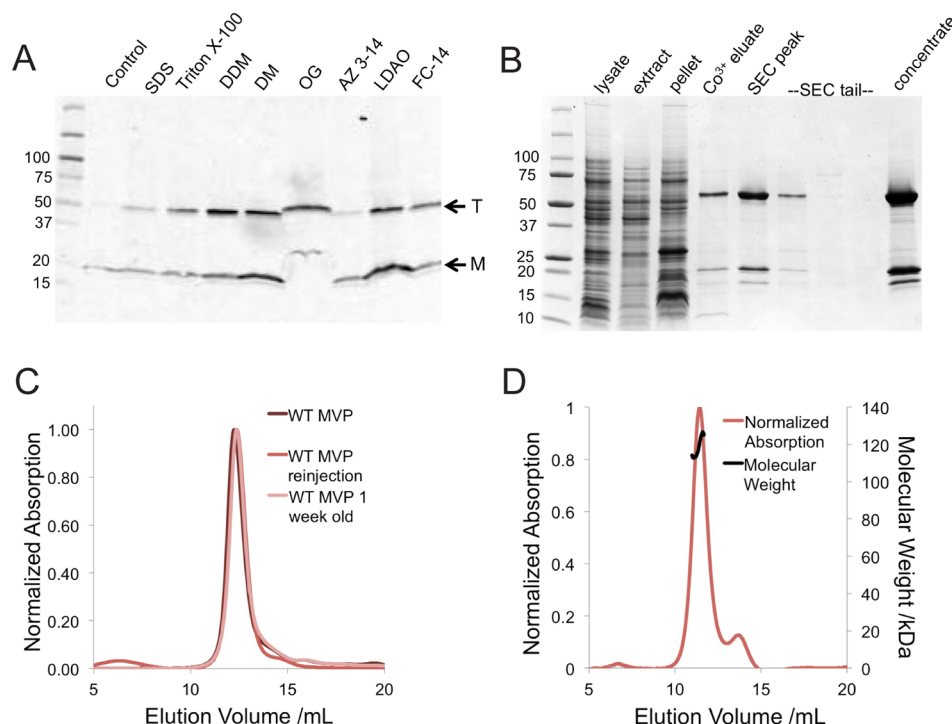 A
Control
SDS
Triton X-100
DDM
DM
OG
AZ 3-14
LDAO
FC-14
100
75
50
37
20
15
T
M
B
lysate
extract
pellet
Co³⁺ eluate
SEC peak
--SEC tail--
concentrate
100
75
50
37
25
20
15
10
C
Normalized Absorption
1.00
0.80
0.60
0.40
0.20
0.00
5
10
15
20
Elution Volume /mL
WT MVP
WT MVP
reinjection
WT MVP 1
week old
D
Normalized Absorption
1
0.8
0.6
0.4
0.2
0
5
10
15
20
Elution Volume /mL
Normalized
Absorption
Molecular
Weight
140
120
100
80
60
40
20
0
Molecular Weight /kDa